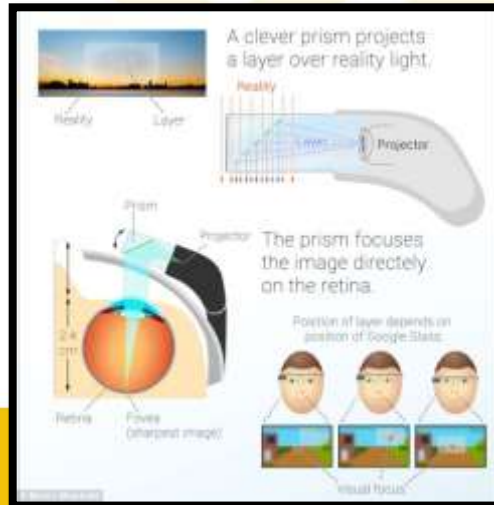 A clever prism projects
a layer over reality light.
Reality
Layer
Reality
Projector
Prism
Projector
The prism focuses
the image directely
on the retina.
2.4
cm
Retina
Fovea
(sharpest image)
Position of layer depends on
position of Google Glass.
Visual focus